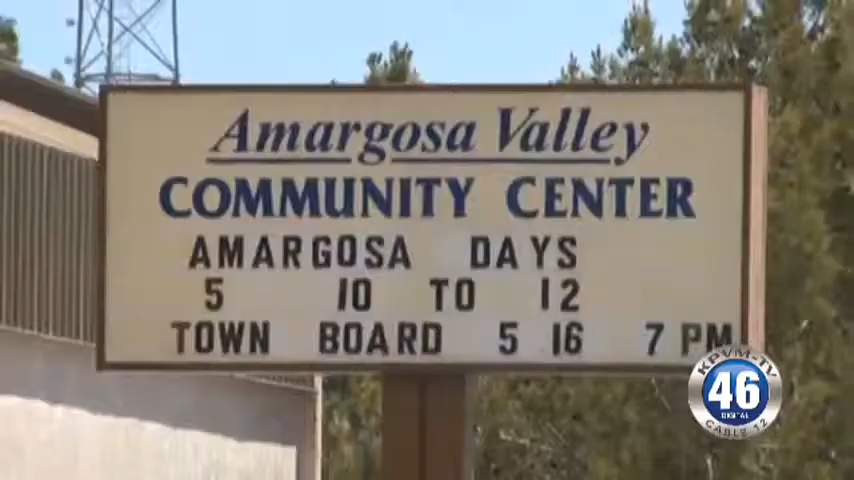 Amargosa Valley
COMMUNITY CENTER
AMARGOSA DAYS
5 10 TO 12
TOWN BOARD 5 16 7 PM
KPVM-TV
46
DIGITAL
CABLE 12